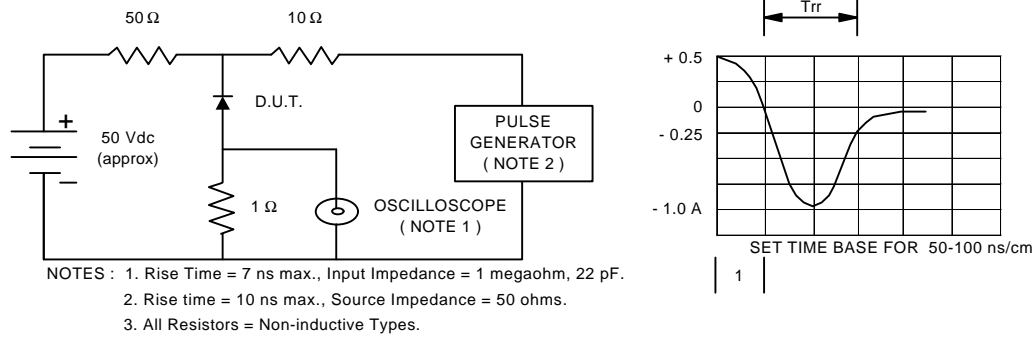 50 Ω
10 Ω
D.U.T.
+
50 Vdc
(approx)
−
1 Ω
PULSE
GENERATOR
( NOTE 2 )
OSCILLOSCOPE
( NOTE 1 )
NOTES : 1. Rise Time = 7 ns max., Input Impedance = 1 megaohm, 22 pF.
2. Rise time = 10 ns max., Source Impedance = 50 ohms.
3. All Resistors = Non-inductive Types.
Trr
+ 0.5
0
- 0.25
- 1.0 A
SET TIME BASE FOR 50-100 ns/cm
1